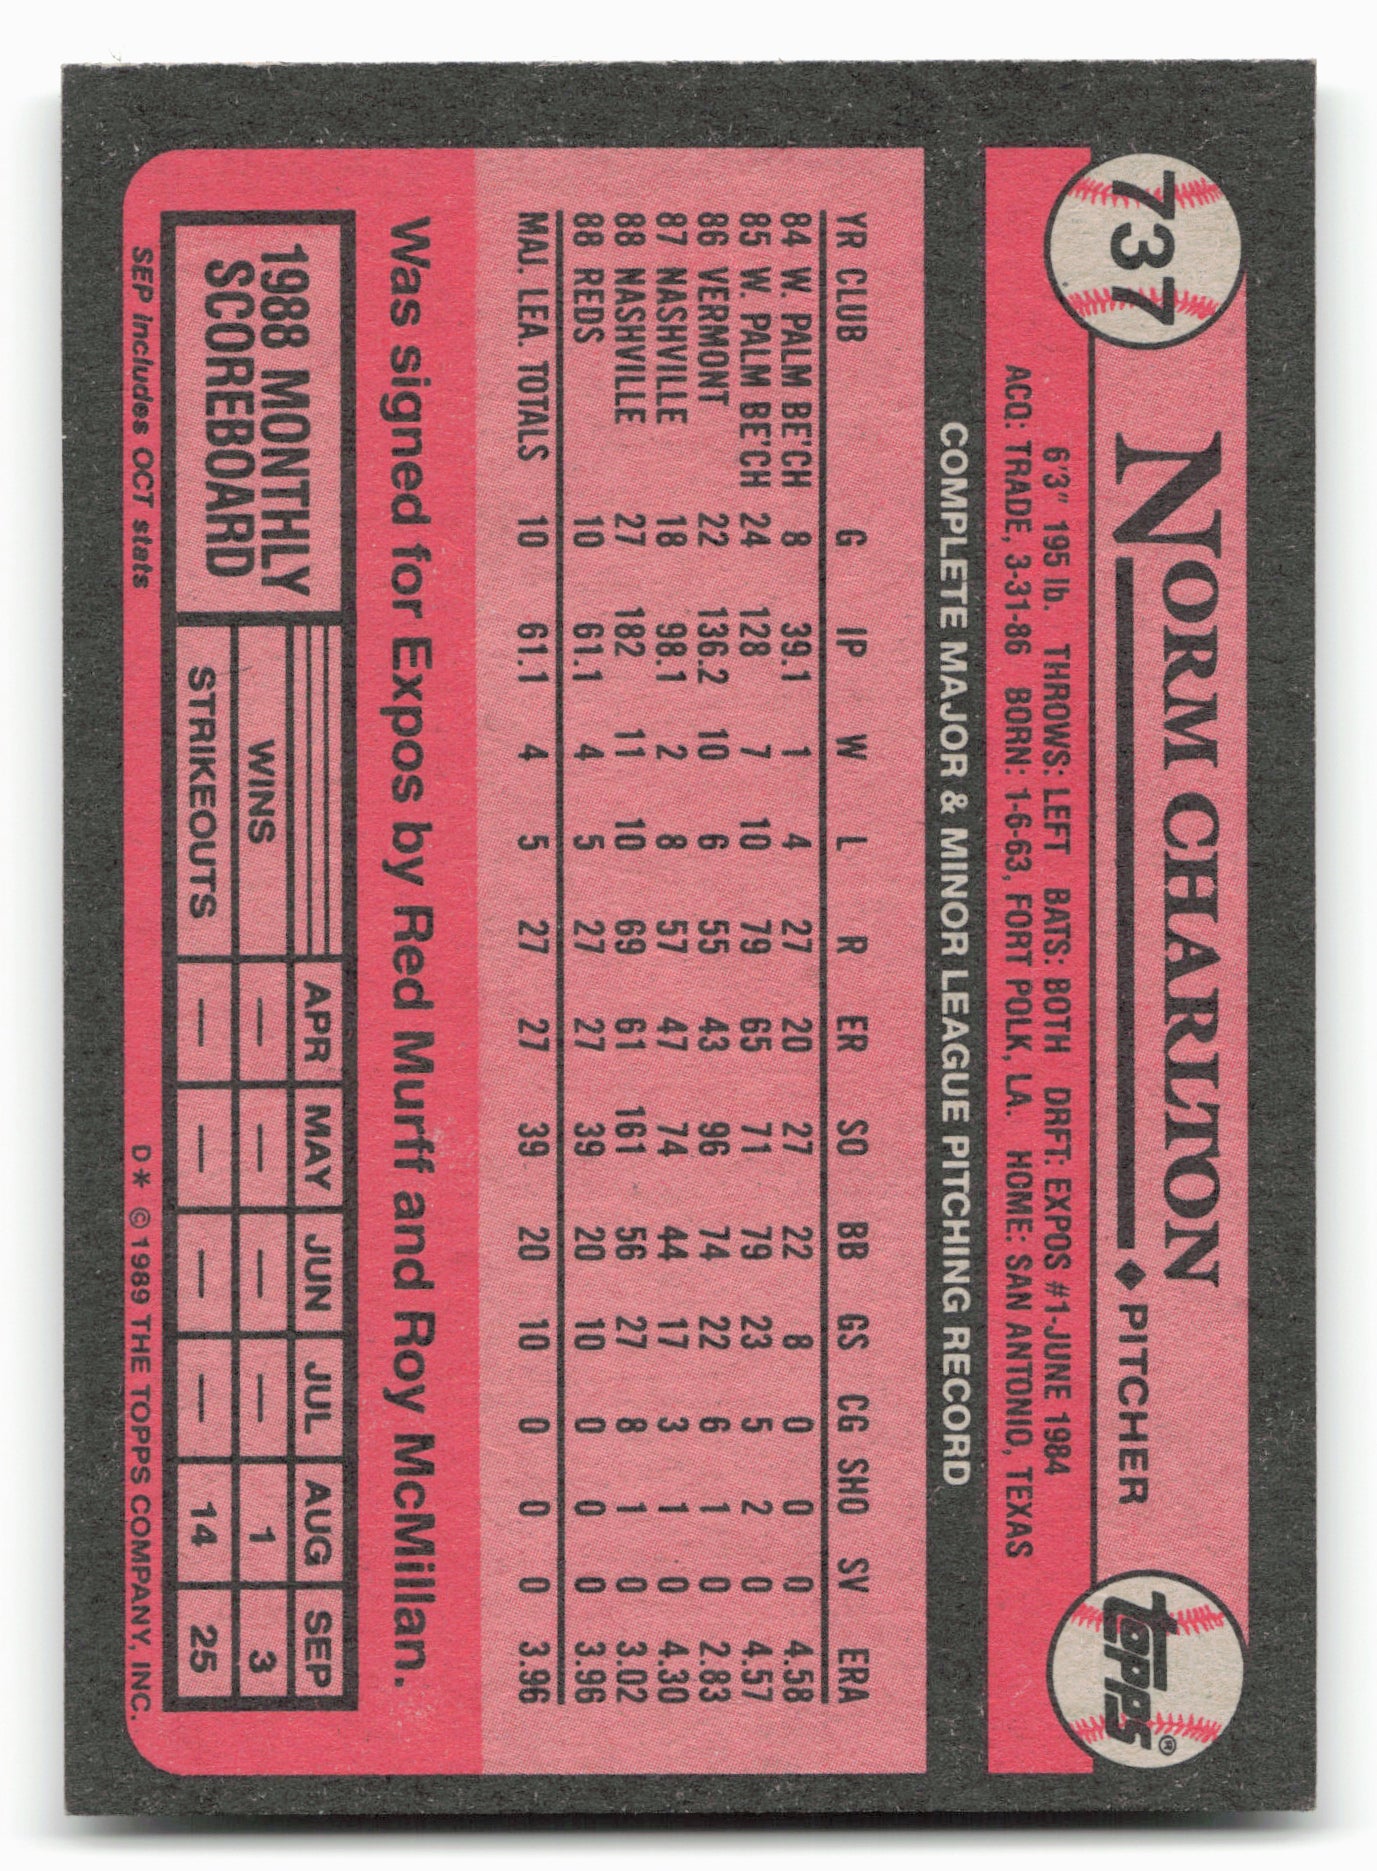 737
NORM CHARLTON ◆ PITCHER
topps®
6'3" 195 lb. THROWS: LEFT BATS: BOTH DRFT: EXPOS #1-JUNE 1984
ACQ: TRADE, 3-31-86 BORN: 1-6-63, FORT POLK, LA. HOME: SAN ANTONIO, TEXAS
COMPLETE MAJOR & MINOR LEAGUE PITCHING RECORD
YR CLUB G IP W L R ER SO BB GS CG SHO SV ERA
84 W. PALM BE'CH 8 39.1 1 4 27 20 27 22 8 0 0 0 4.58
85 W. PALM BE'CH 24 128 7 10 79 65 71 79 23 5 2 0 4.57
86 VERMONT 22 136.2 10 6 55 43 96 74 22 6 1 0 2.83
87 NASHVILLE 18 98.1 2 8 57 47 74 44 17 3 1 0 4.30
88 NASHVILLE 27 182 11 10 69 61 161 56 27 8 1 0 3.02
88 REDS 10 61.1 4 5 27 27 39 20 10 0 0 0 3.96
MAJ. LEA. TOTALS 10 61.1 4 5 27 27 39 20 10 0 0 0 3.96
Was signed for Expos by Red Murff and Roy McMillan.
1988 MONTHLY
SCOREBOARD
APR MAY JUN JUL AUG SEP
WINS — — — — 1 3
STRIKEOUTS — — — — 14 25
SEP includes OCT stats
D* © 1989 THE TOPPS COMPANY, INC.